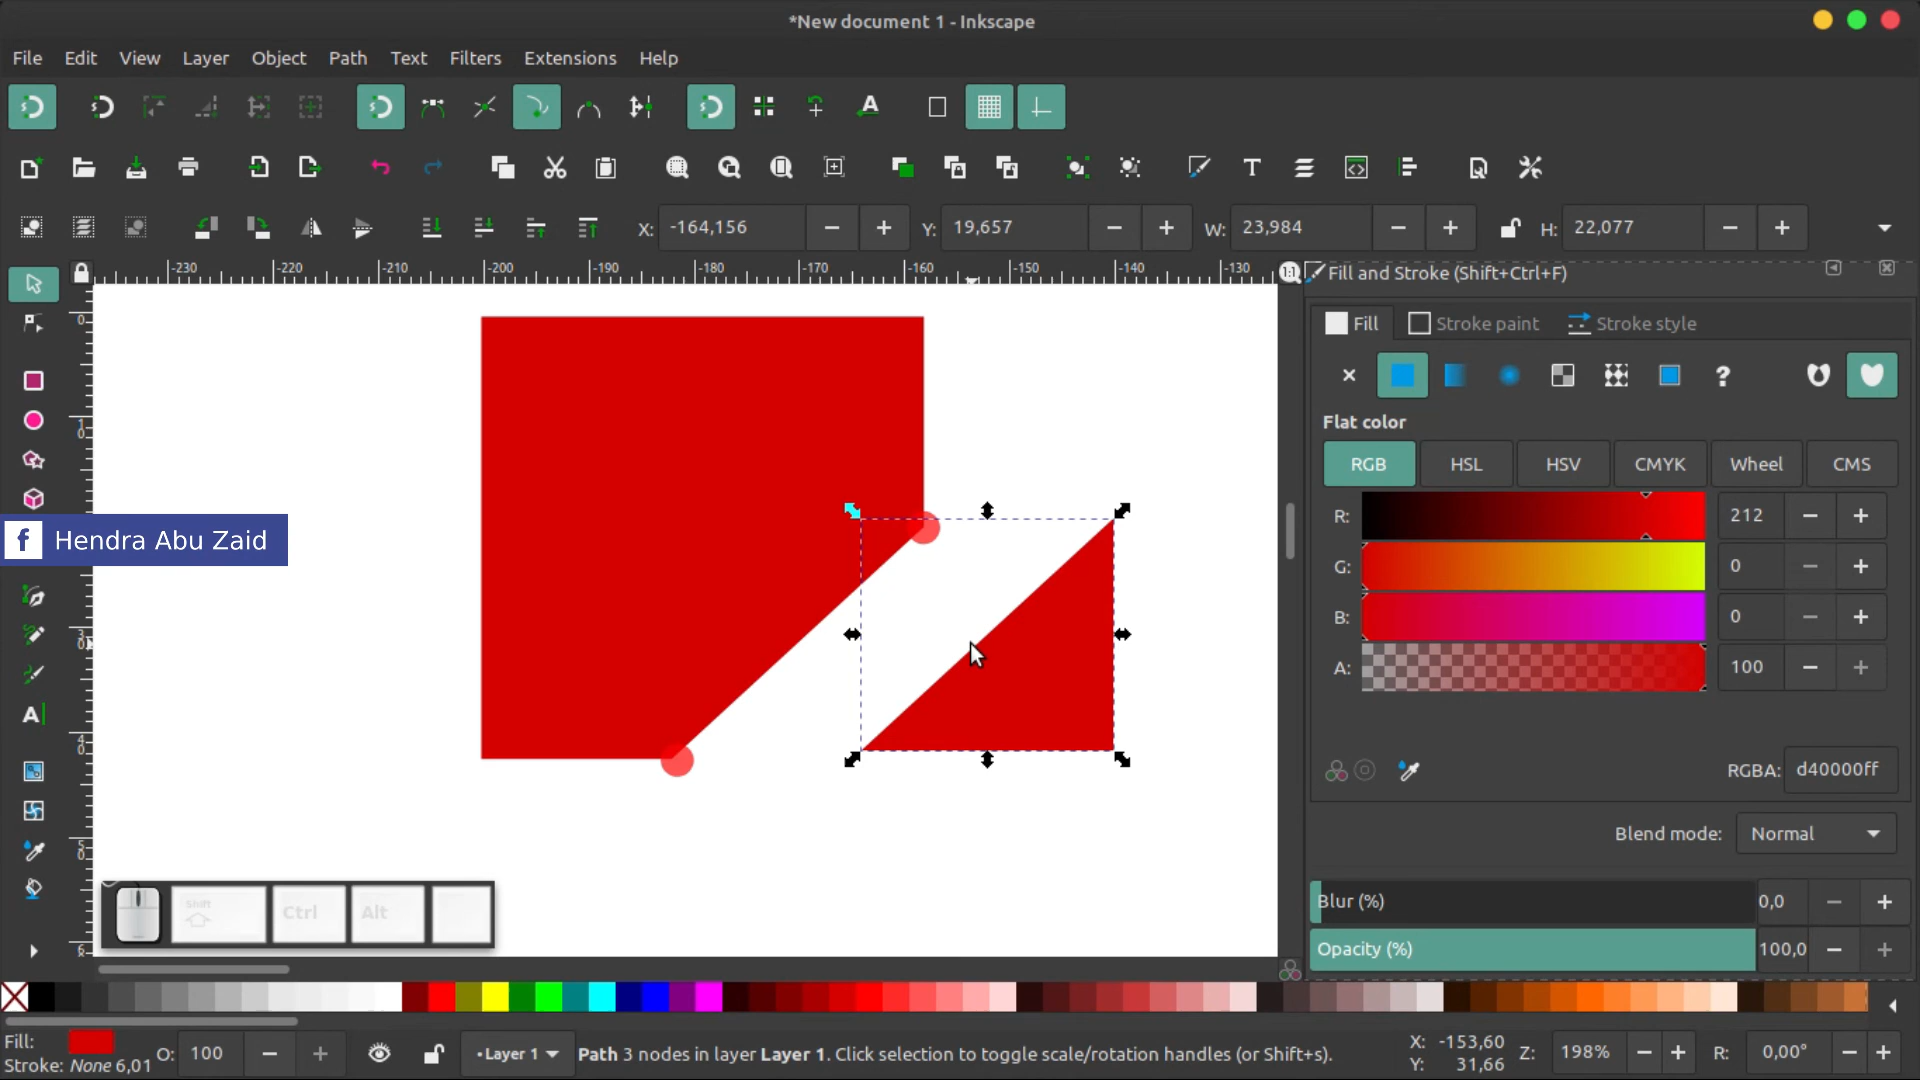 *New document 1 - Inkscape
File Edit View Layer Object Path Text Filters Extensions Help
X: -164,156 Y: 19,657 W: 23,984 H: 22,077
-230 -220 -210 -200 -190 -180 -170 -160 -150 -140 -130
1:1
Fill and Stroke (Shift+Ctrl+F)
Fill Stroke paint Stroke style
Flat color
RGB HSL HSV CMYK Wheel CMS
R: 212
G: 0
B: 0
A: 100
RGBA: d40000ff
Blend mode: Normal
Blur (%) 0,0
Opacity (%) 100,0
f Hendra Abu Zaid
Shift Ctrl Alt
Fill:
Stroke: None 6,01
O: 100
•Layer 1
Path 3 nodes in layer Layer 1. Click selection to toggle scale/rotation handles (or Shift+s).
X: -153,60
Y: 31,66
Z: 198%
R: 0,00°